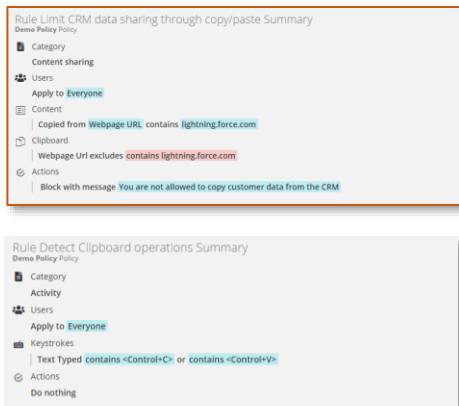 Rule Limit CRM data sharing through copy/paste Summary
Demo Policy Policy
Category
Content sharing
Users
Apply to Everyone
Content
Copied from Webpage URL contains lightning.force.com
Clipboard
Webpage Url excludes contains lightning.force.com
Actions
Block with message You are not allowed to copy customer data from the CRM
Rule Detect Clipboard operations Summary
Demo Policy Policy
Category
Activity
Users
Apply to Everyone
Keystrokes
Text Typed contains <Control+C> or contains <Control+V>
Actions
Do nothing